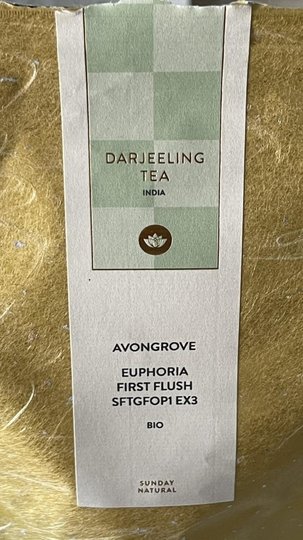 DARJEELING
TEA
INDIA
AVONGROVE
EUPHORIA
FIRST FLUSH
SFTGFOP1 EX3
BIO
SUNDAY
NATURAL